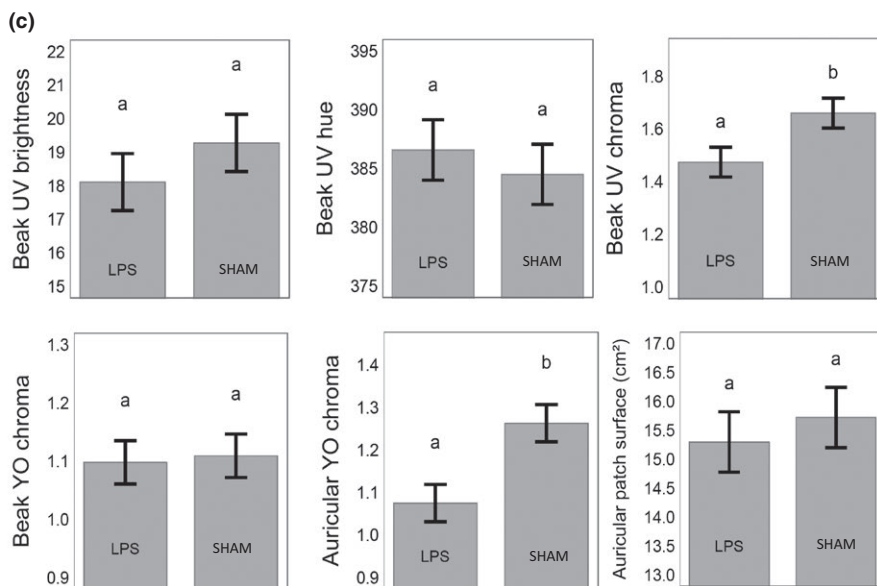 (c)
Beak UV brightness
22
21
20
19
18
17
16
15
a
a
LPS
SHAM
Beak UV hue
395
390
385
380
375
a
a
LPS
SHAM
Beak UV chroma
1.8
1.6
1.4
1.2
1.0
a
b
LPS
SHAM
Beak YO chroma
1.3
1.2
1.1
1.0
0.9
a
a
LPS
SHAM
Auricular YO chroma
1.4
1.3
1.2
1.1
1.0
0.9
a
b
LPS
SHAM
Auricular patch surface (cm²)
17.0
16.5
16.0
15.5
15.0
14.5
14.0
13.5
13.0
a
a
LPS
SHAM